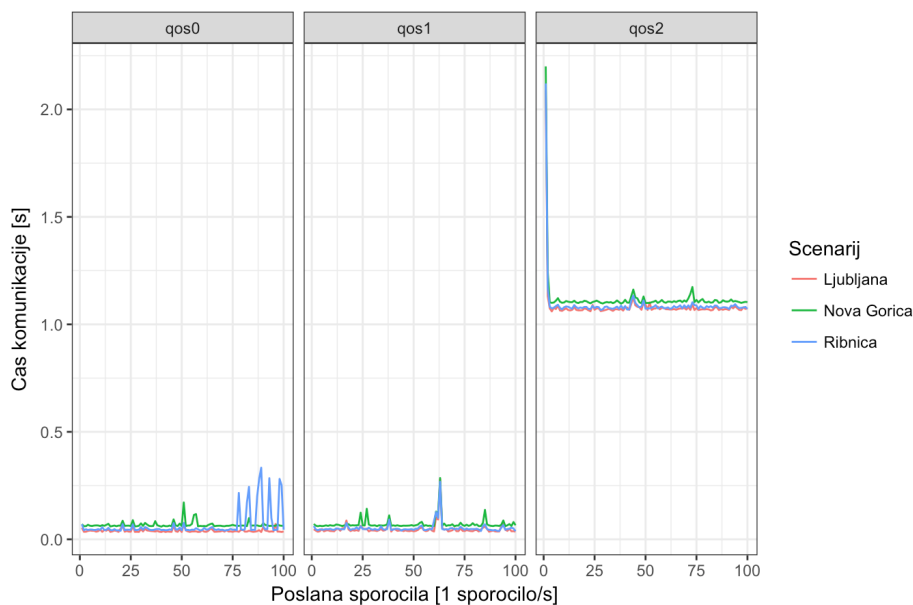 qos0 qos1 qos2
2.0
1.5
1.0
0.5
0.0
Cas komunikacije [s]
0 25 50 75 100 0 25 50 75 100 0 25 50 75 100
Poslana sporocila [1 sporocilo/s]
Scenarij
Ljubljana
Nova Gorica
Ribnica